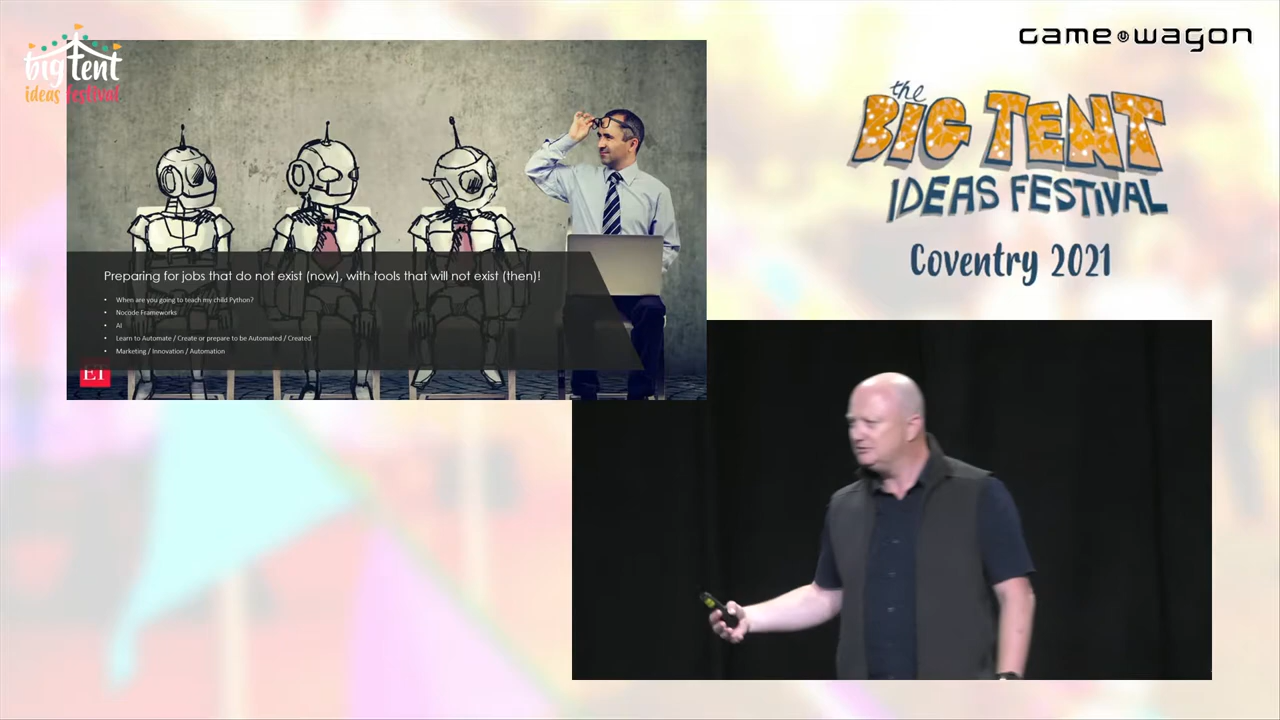 big tent
ideas festival
game wagon
the
BIG TENT
IDEAS FESTIVAL
Coventry 2021
Preparing for jobs that do not exist (now), with tools that will not exist (then)!
• When are you going to teach my child Python?
• Nocode Frameworks
• AI
• Learn to Automate / Create or prepare to be Automated / Created
• Marketing / Innovation / Automation